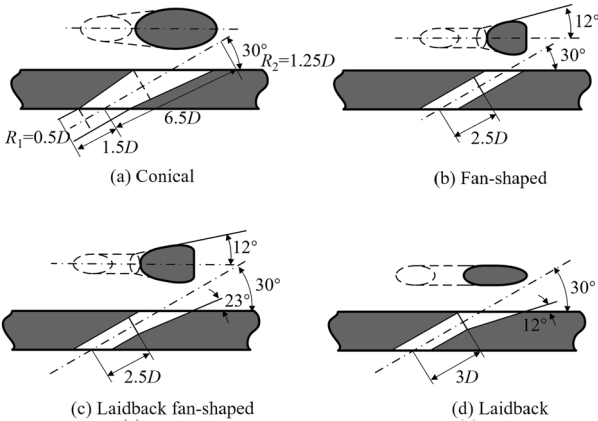 30°
R₂=1.25D
6.5D
R₁=0.5D
1.5D
(a) Conical
12°
30°
2.5D
(b) Fan-shaped
12°
30°
23°
2.5D
(c) Laidback fan-shaped
30°
12°
3D
(d) Laidback